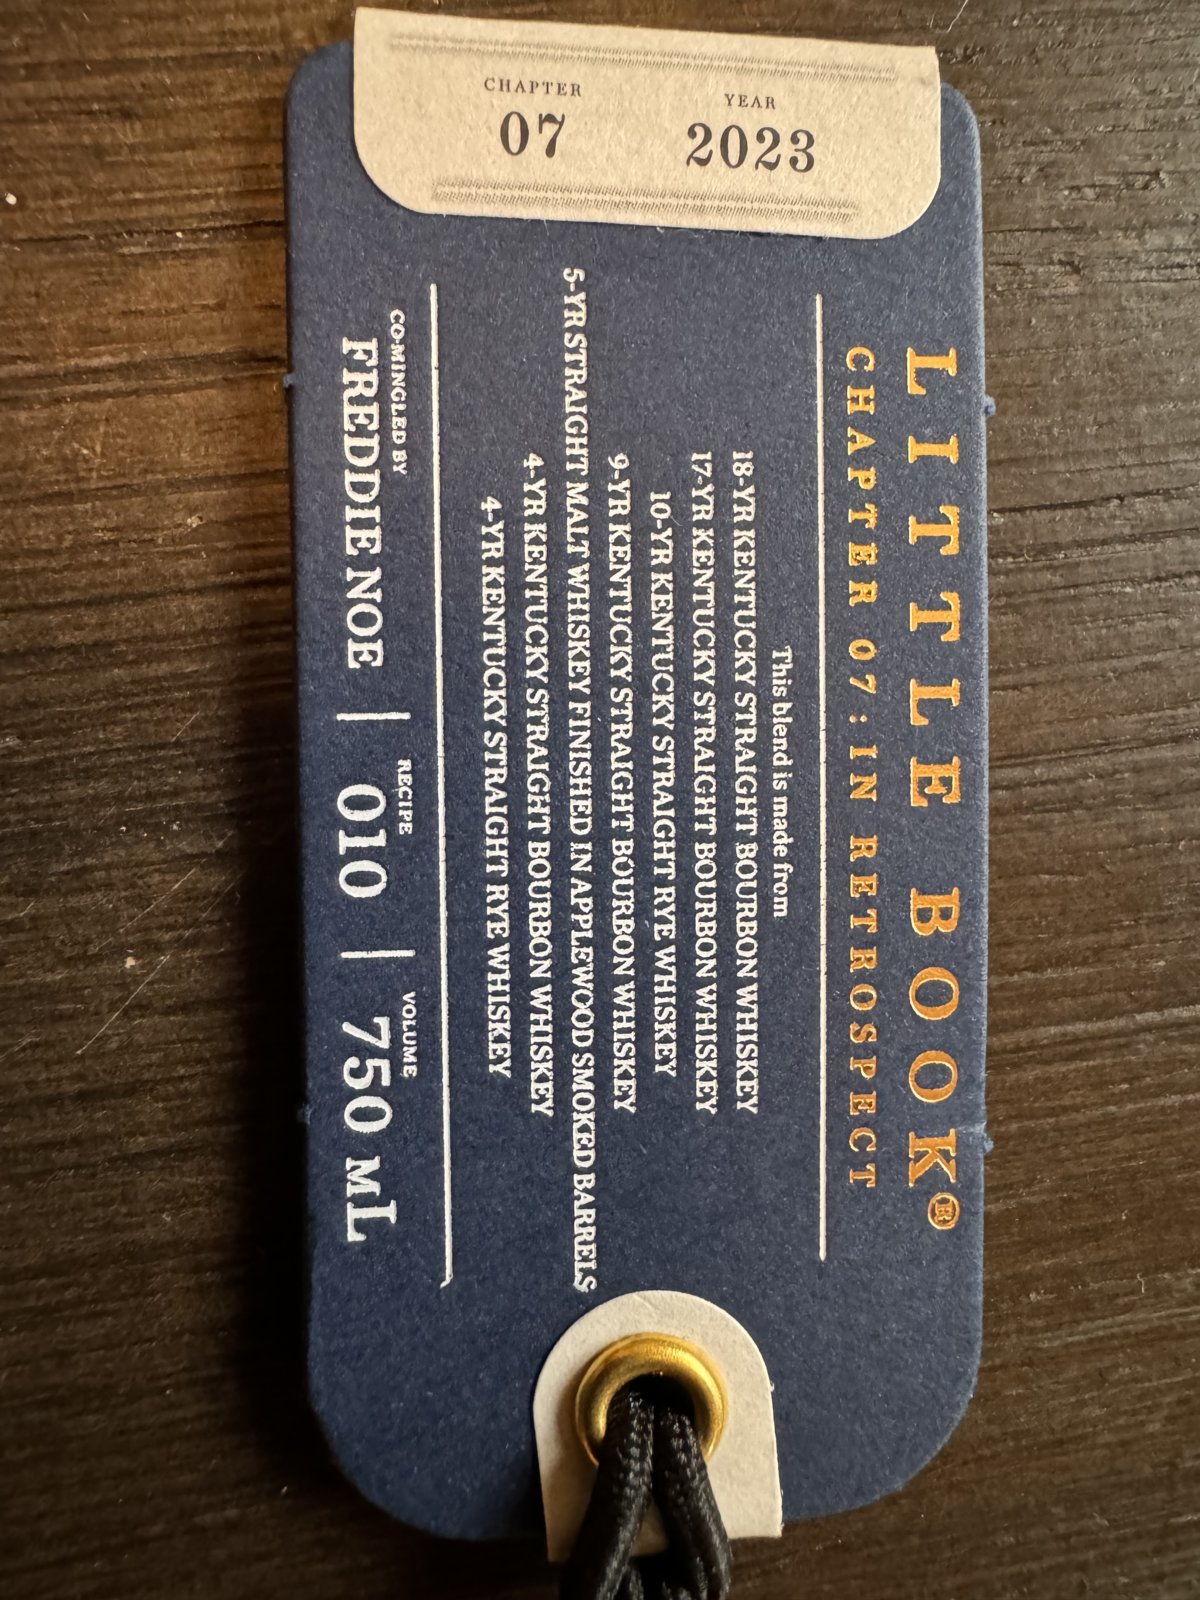 CHAPTER
07
YEAR
2023
LITTLE BOOK®
CHAPTER 07: IN RETROSPECT
This blend is made from
18-YR KENTUCKY STRAIGHT BOURBON WHISKEY
17-YR KENTUCKY STRAIGHT BOURBON WHISKEY
10-YR KENTUCKY STRAIGHT RYE WHISKEY
9-YR KENTUCKY STRAIGHT BOURBON WHISKEY
5-YR STRAIGHT MALT WHISKEY FINISHED IN APPLEWOOD SMOKED BARRELS
4-YR KENTUCKY STRAIGHT BOURBON WHISKEY
4-YR KENTUCKY STRAIGHT RYE WHISKEY
CO-MINGLED BY
FREDDIE NOE
RECIPE
010
VOLUME
750 mL